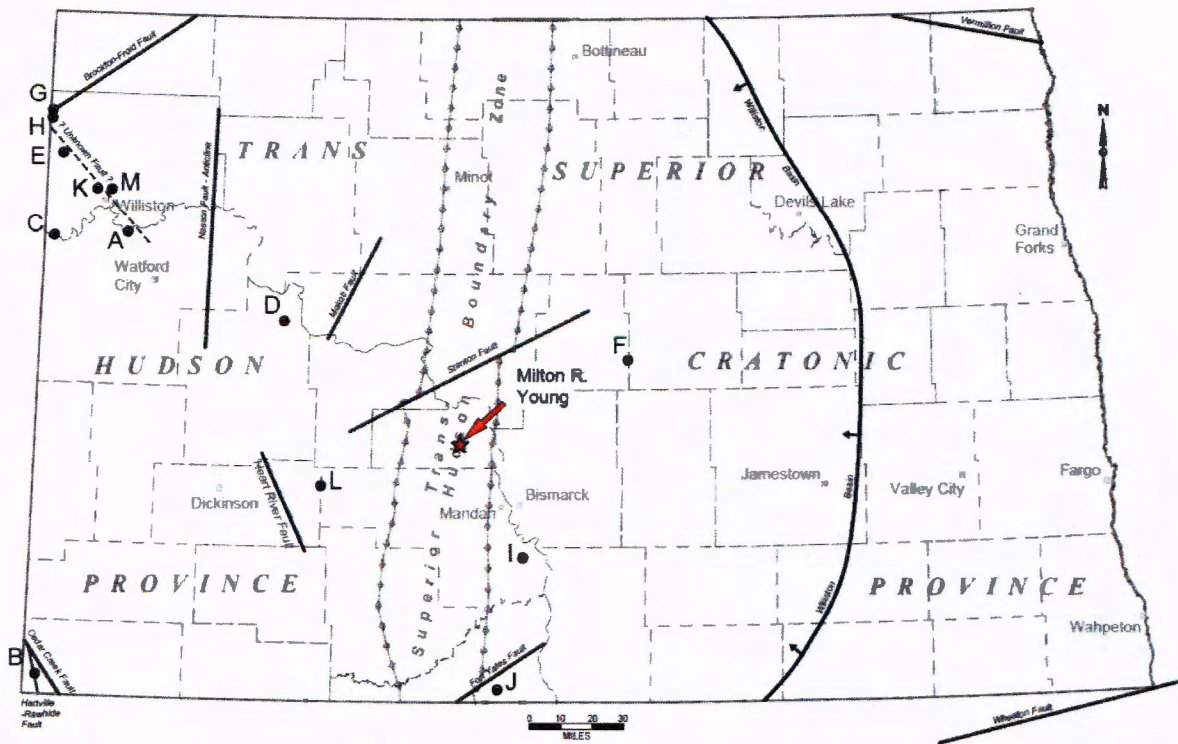 Vermilion Fault
Brockton-Froid Fault
Bottineau
G
H
? Unknown Fault ?
E
K
M
Williston
C
A
Watford
City
Nesson Fault - Anticline
TRANS
Minot
Zone
Boundary
SUPERIOR
Williston
Basin
Devils Lake
N
Grand
Forks
D
HUDSON
Stanton Fault
F
CRATONIC
Milton R.
Young
Superior Trans
Hudson
L
Dickinson
Heart River Fault
Mandan
Bismarck
Jamestown
Basin
Valley City
Fargo
I
PROVINCE
Williston
PROVINCE
Wahpeton
B
Cedar Creek Fault
Hartville
-Rawhide
Fault
Fort Yates Fault
J
0 10 20 30
MILES
Wheaton Fault